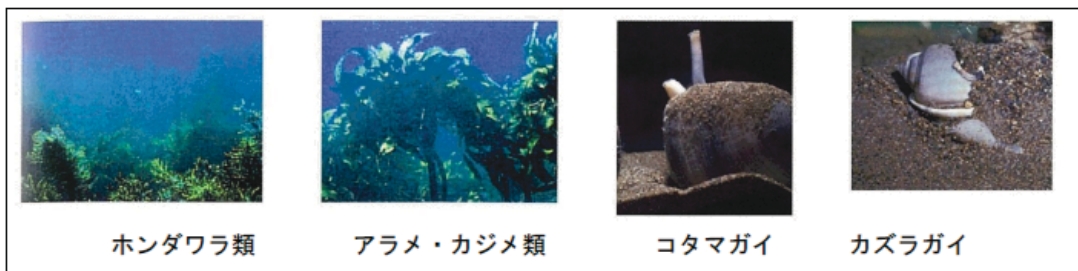 ホンダワラ類
アラメ・カジメ類
コタマガイ
カズラガイ